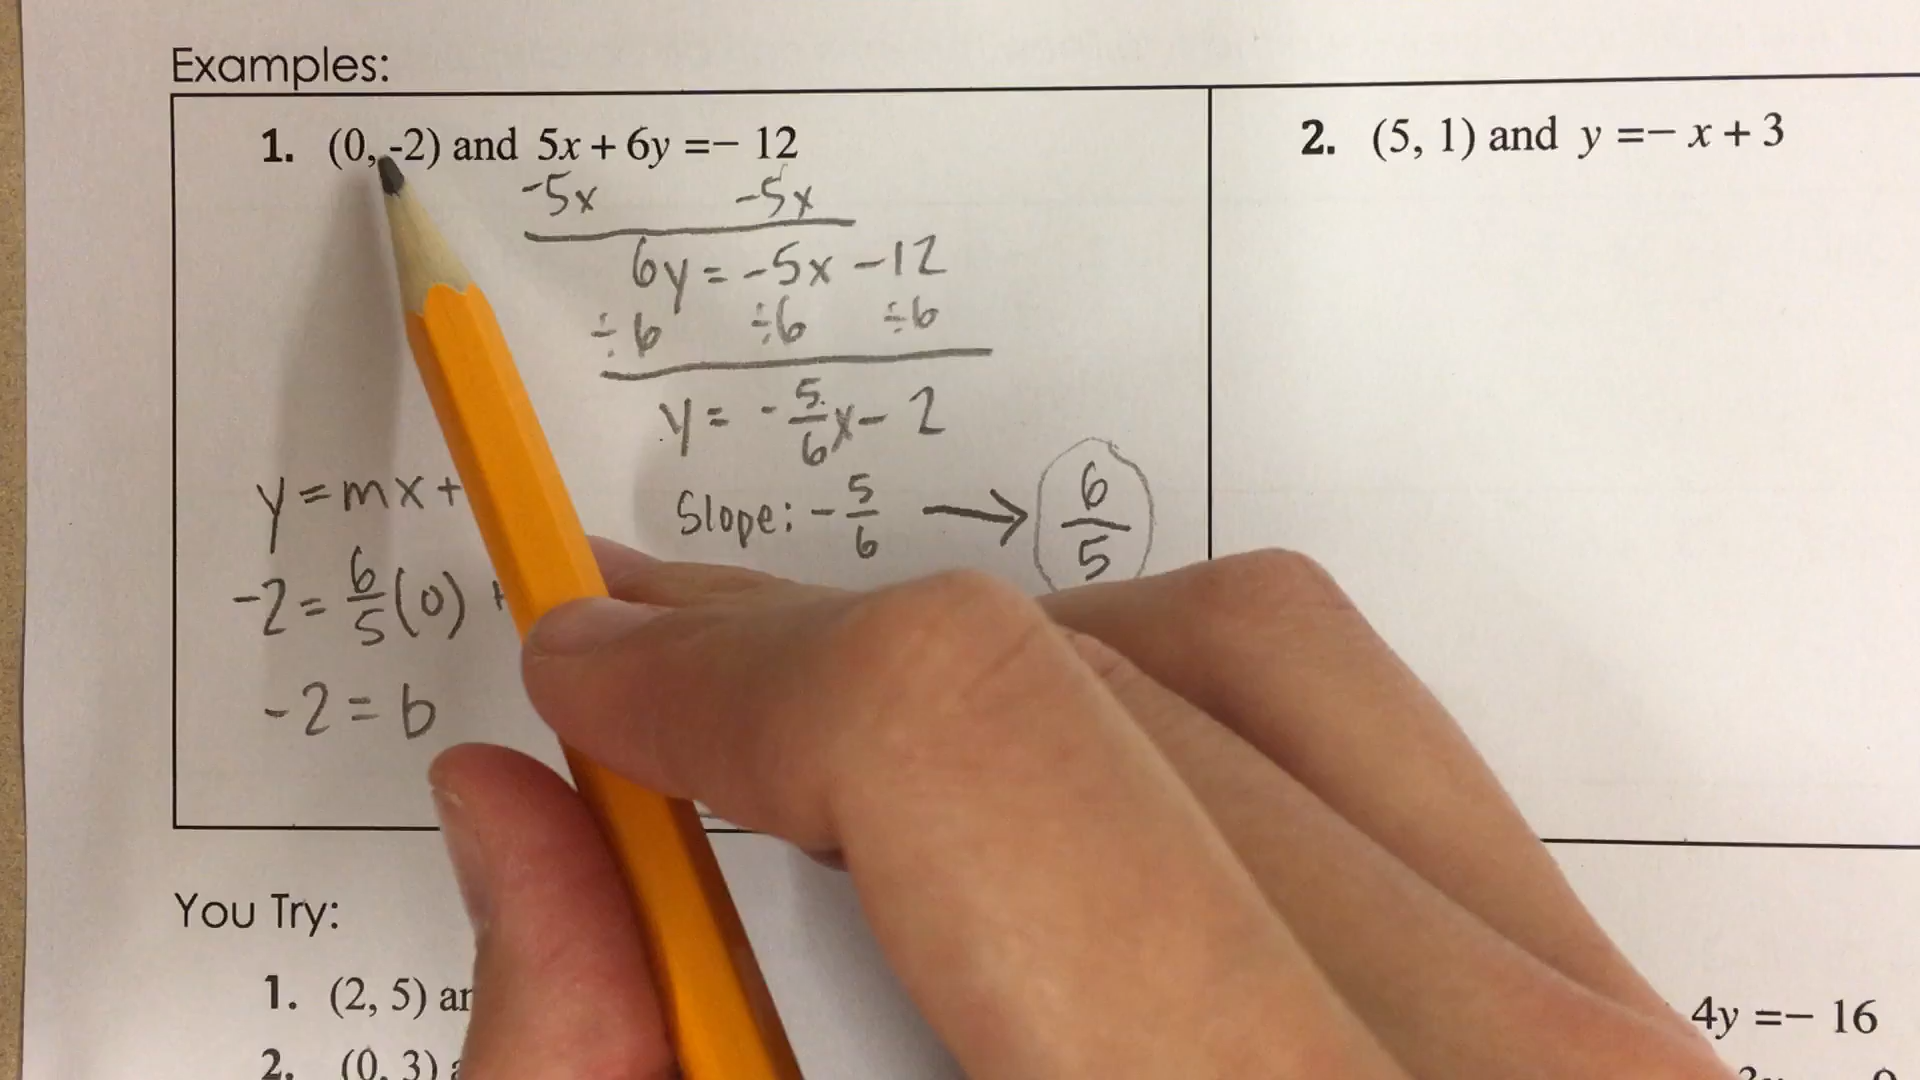 Examples:
1. (0, -2) and 5x + 6y =− 12
-5x -5x
6y = -5x -12
÷6 ÷6 ÷6
y = -5/6x - 2
Slope: -5/6 → 6/5
y = mx +
-2 = 6/5(0) +
-2 = b
2. (5, 1) and y =− x + 3
You Try:
1. (2, 5)
4y =− 16
2. (0, 3)